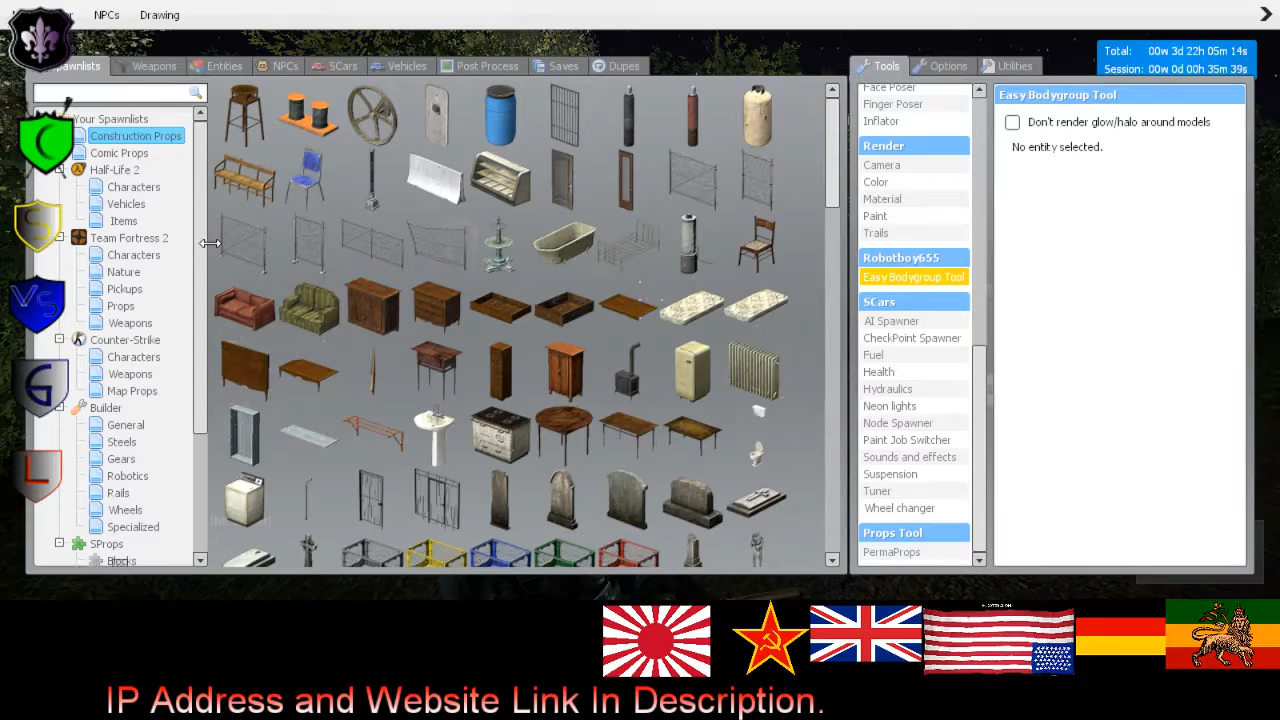 NPCs Drawing
Total: 00w 3d 22h 05m 14s
Session: 00w 0d 00h 35m 39s
Spawnlists Weapons Entities NPCs SCars Vehicles Post Process Saves Dupes
Tools Options Utilities
Your Spawnlists
Construction Props
Comic Props
Half-Life 2
Characters
Vehicles
Items
Team Fortress 2
Characters
Nature
Pickups
Props
Weapons
Counter-Strike
Characters
Weapons
Map Props
Builder
General
Steels
Gears
Robotics
Rails
Wheels
Specialized
SProps
Blocks
S
VS
G
L
Face Poser
Finger Poser
Inflator
Render
Camera
Color
Material
Paint
Trails
Robotboy655
Easy Bodygroup Tool
SCars
AI Spawner
CheckPoint Spawner
Fuel
Health
Hydraulics
Neon lights
Node Spawner
Paint Job Switcher
Sounds and effects
Suspension
Tuner
Wheel changer
Props Tool
PermaProps
Easy Bodygroup Tool
Don't render glow/halo around models
No entity selected.
IP Address and Website Link In Description.